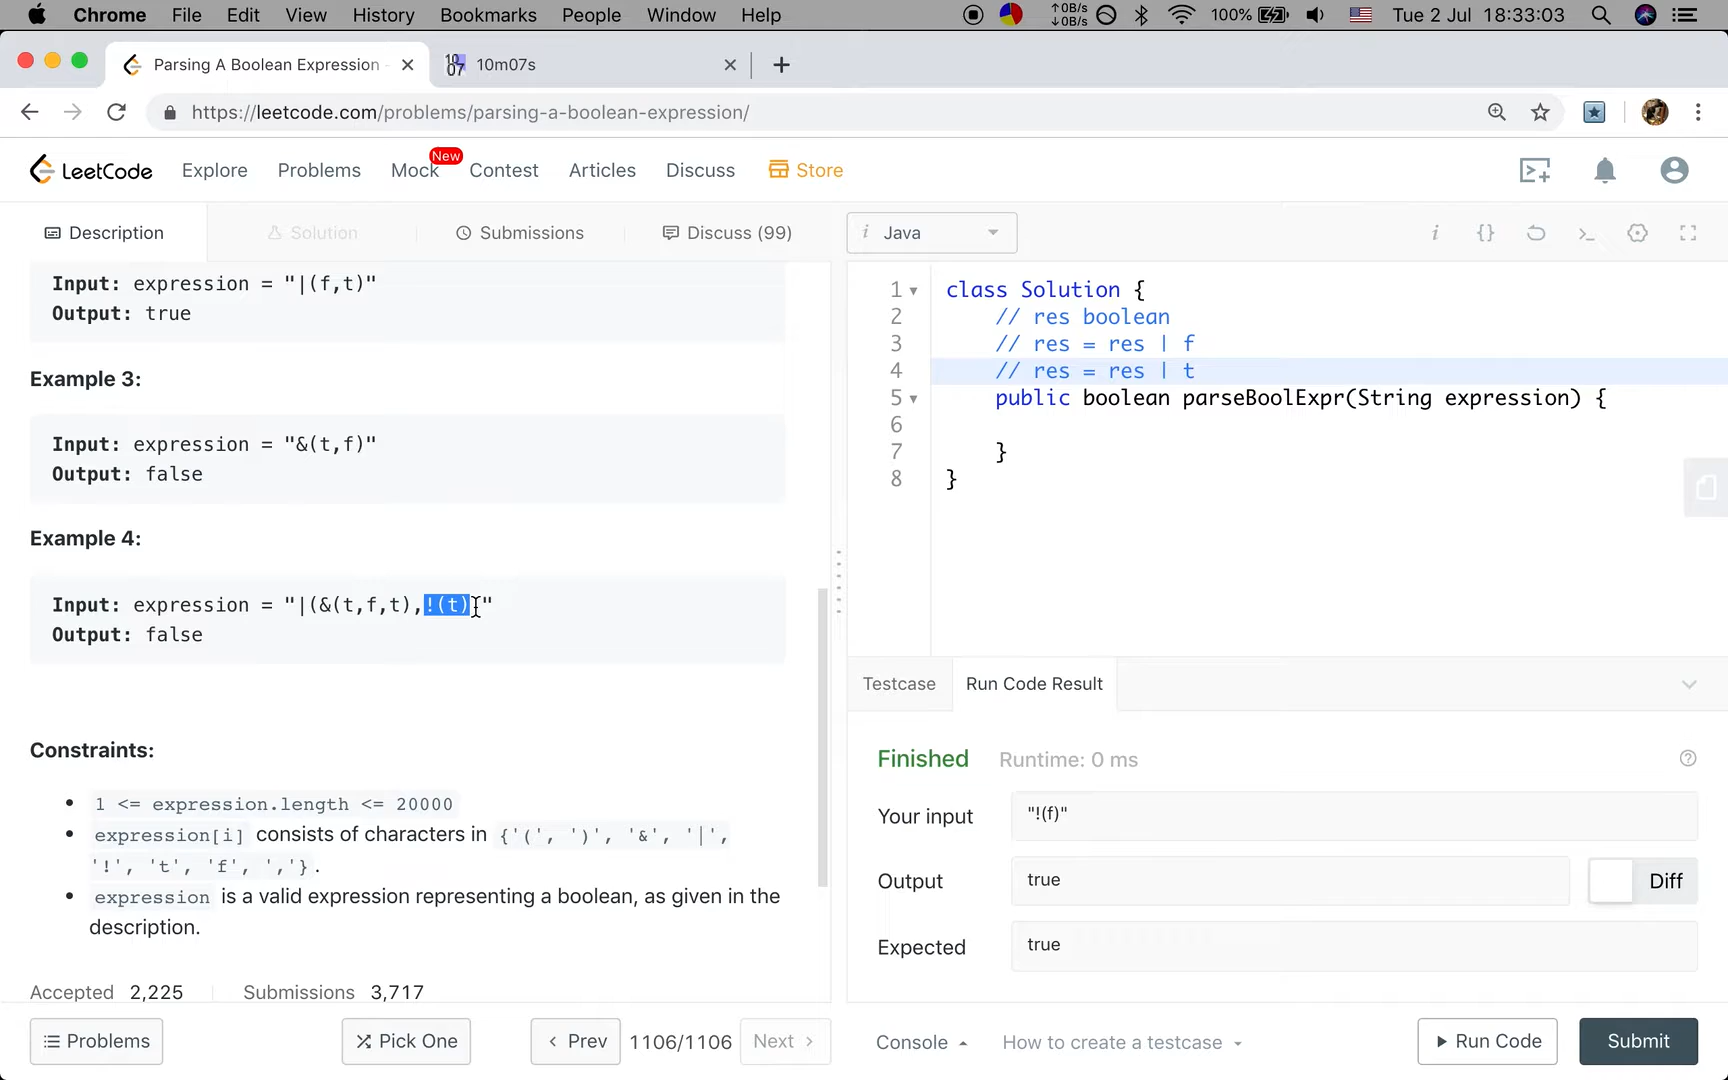 Chrome File Edit View History Bookmarks People Window Help ↑0B/s ↓0B/s 100% Tue 2 Jul 18:33:03
Parsing A Boolean Expression - 10 07 10m07s
https://leetcode.com/problems/parsing-a-boolean-expression/
LeetCode Explore Problems Mock New Contest Articles Discuss Store
Description Solution Submissions Discuss (99)
Input: expression = "|(f,t)"
Output: true
Example 3:
Input: expression = "&(t,f)"
Output: false
Example 4:
Input: expression = "|(&(t,f,t),!(t))"
Output: false
Constraints:
• 1 <= expression.length <= 20000
• expression[i] consists of characters in {'(', ')', '&', '|',
'!', 't', 'f', ','}.
• expression is a valid expression representing a boolean, as given in the
description.
Accepted 2,225 Submissions 3,717
Problems Pick One Prev 1106/1106 Next
i Java i {}
1 class Solution {
2 // res boolean
3 // res = res | f
4 // res = res | t
5 public boolean parseBoolExpr(String expression) {
6
7 }
8 }
Testcase Run Code Result
Finished Runtime: 0 ms
Your input "!(f)"
Output true Diff
Expected true
Console How to create a testcase Run Code Submit